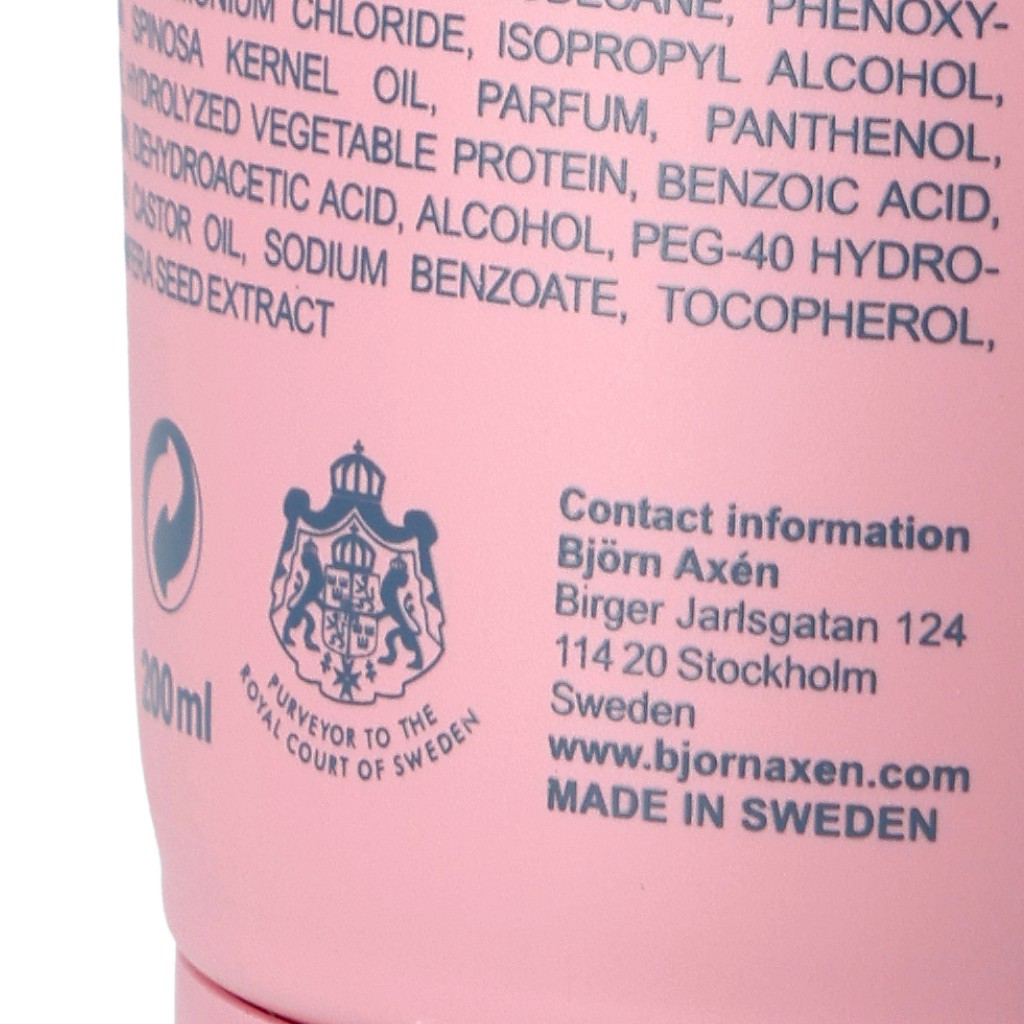 CHLORIDE, ISOPROPYL ALCOHOL,
SPINOSA KERNEL OIL, PARFUM, PANTHENOL,
HYDROLYZED VEGETABLE PROTEIN, BENZOIC ACID,
DEHYDROACETIC ACID, ALCOHOL, PEG-40 HYDRO-
CASTOR OIL, SODIUM BENZOATE, TOCOPHEROL,
SEED EXTRACT
200 ml
PURVEYOR TO THE
ROYAL COURT OF SWEDEN
Contact information
Björn Axén
Birger Jarlsgatan 124
114 20 Stockholm
Sweden
www.bjornaxen.com
MADE IN SWEDEN